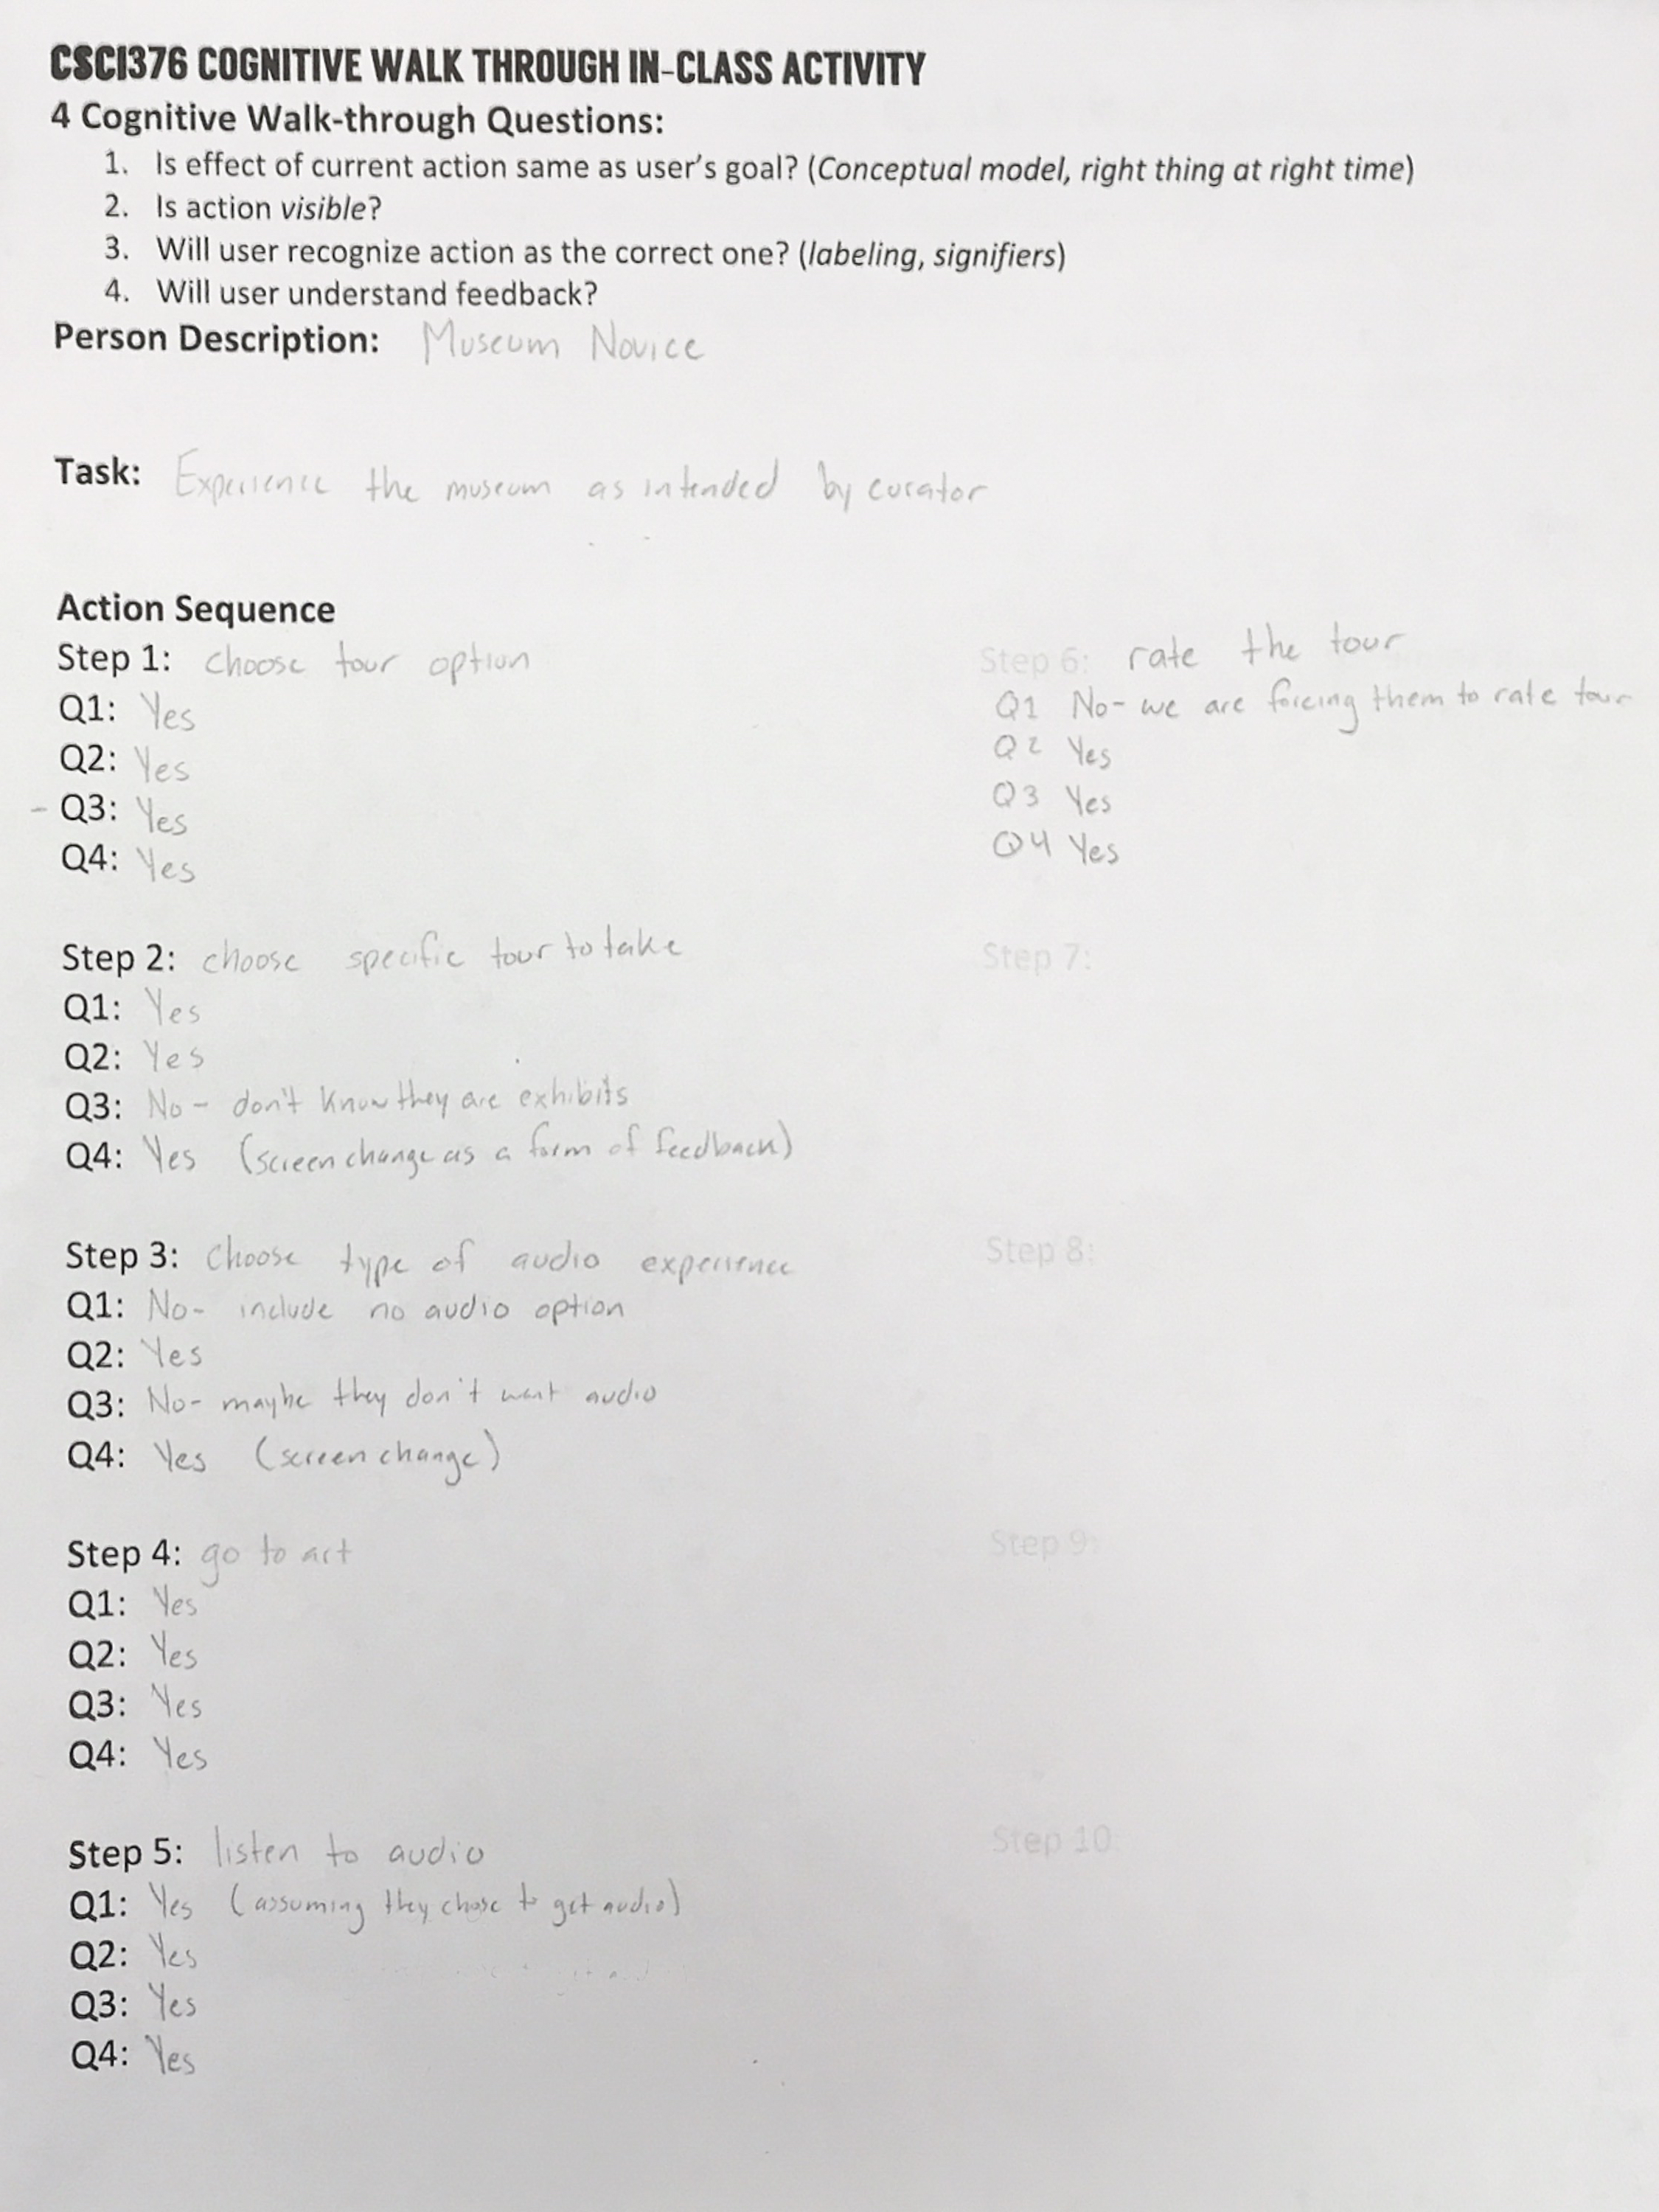 CSCI376 COGNITIVE WALK THROUGH IN-CLASS ACTIVITY
4 Cognitive Walk-through Questions:
1. Is effect of current action same as user's goal? (Conceptual model, right thing at right time)
2. Is action visible?
3. Will user recognize action as the correct one? (labeling, signifiers)
4. Will user understand feedback?
Person Description: Museum Novice
Task: Experience the museum as intended by curator
Action Sequence
Step 1: choose tour option
Q1: Yes
Q2: Yes
- Q3: Yes
Q4: Yes
Step 2: choose specific tour to take
Q1: Yes
Q2: Yes
Q3: No - don't know they are exhibits
Q4: Yes (screen change as a form of feedback)
Step 3: choose type of audio experience
Q1: No- include no audio option
Q2: Yes
Q3: No- maybe they don't want audio
Q4: Yes (screen change)
Step 4: go to art
Q1: Yes
Q2: Yes
Q3: Yes
Q4: Yes
Step 5: listen to audio
Q1: Yes (assuming they chose to get audio)
Q2: Yes
Q3: Yes
Q4: Yes
Step 6: rate the tour
Q1 No- we are forcing them to rate tour
Q2 Yes
Q3 Yes
Q4 Yes
Step 7:
Step 8:
Step 9:
Step 10